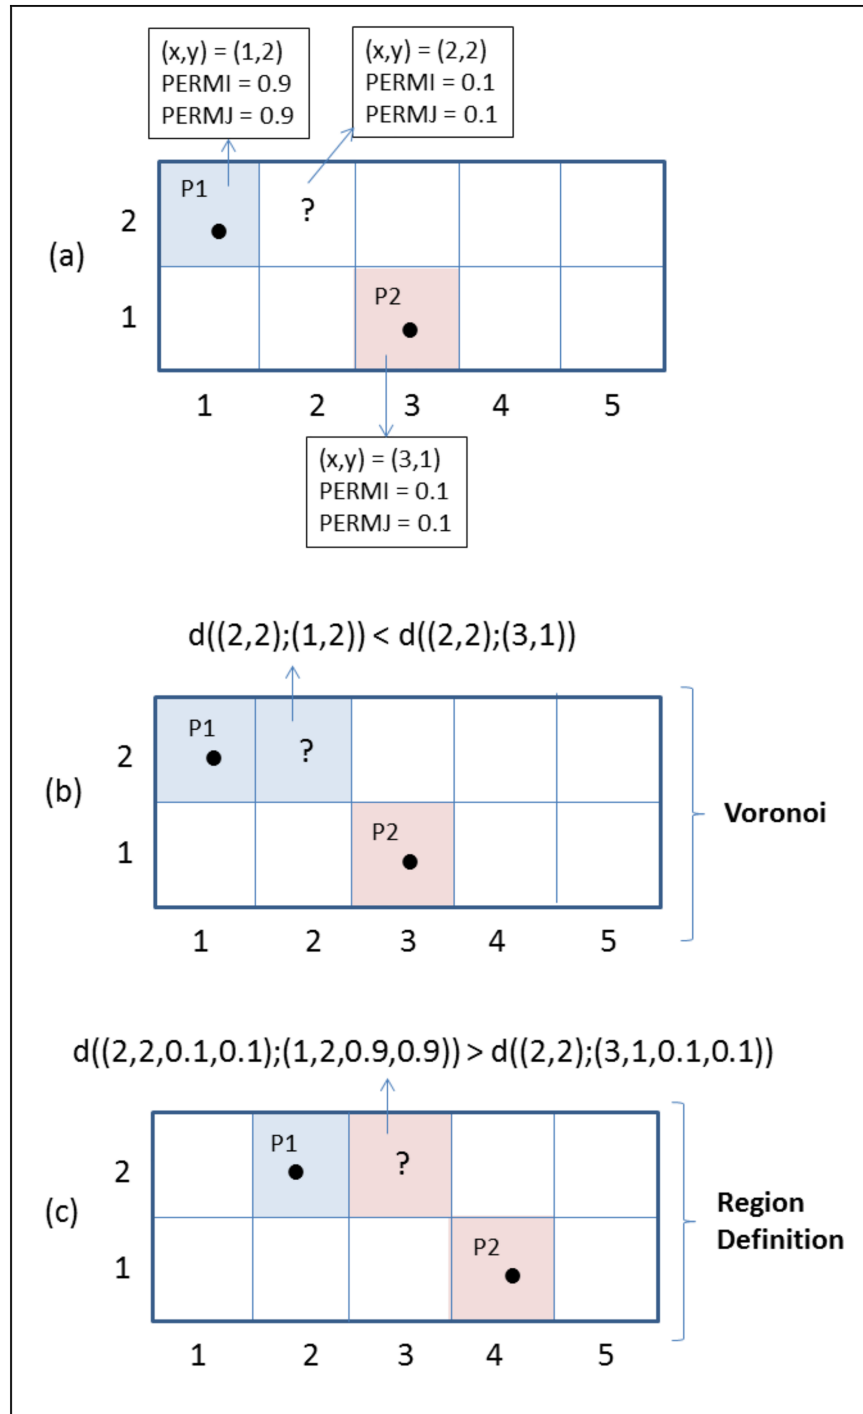 (x,y) = (1,2)
PERMI = 0.9
PERMJ = 0.9
(x,y) = (2,2)
PERMI = 0.1
PERMJ = 0.1
(a)
2
P1
?
1
P2
1 2 3 4 5
(x,y) = (3,1)
PERMI = 0.1
PERMJ = 0.1
d((2,2);(1,2)) < d((2,2);(3,1))
(b)
2
P1
?
1
P2
1 2 3 4 5
Voronoi
d((2,2,0.1,0.1);(1,2,0.9,0.9)) > d((2,2);(3,1,0.1,0.1))
(c)
2
P1
?
1
P2
1 2 3 4 5
Region
Definition